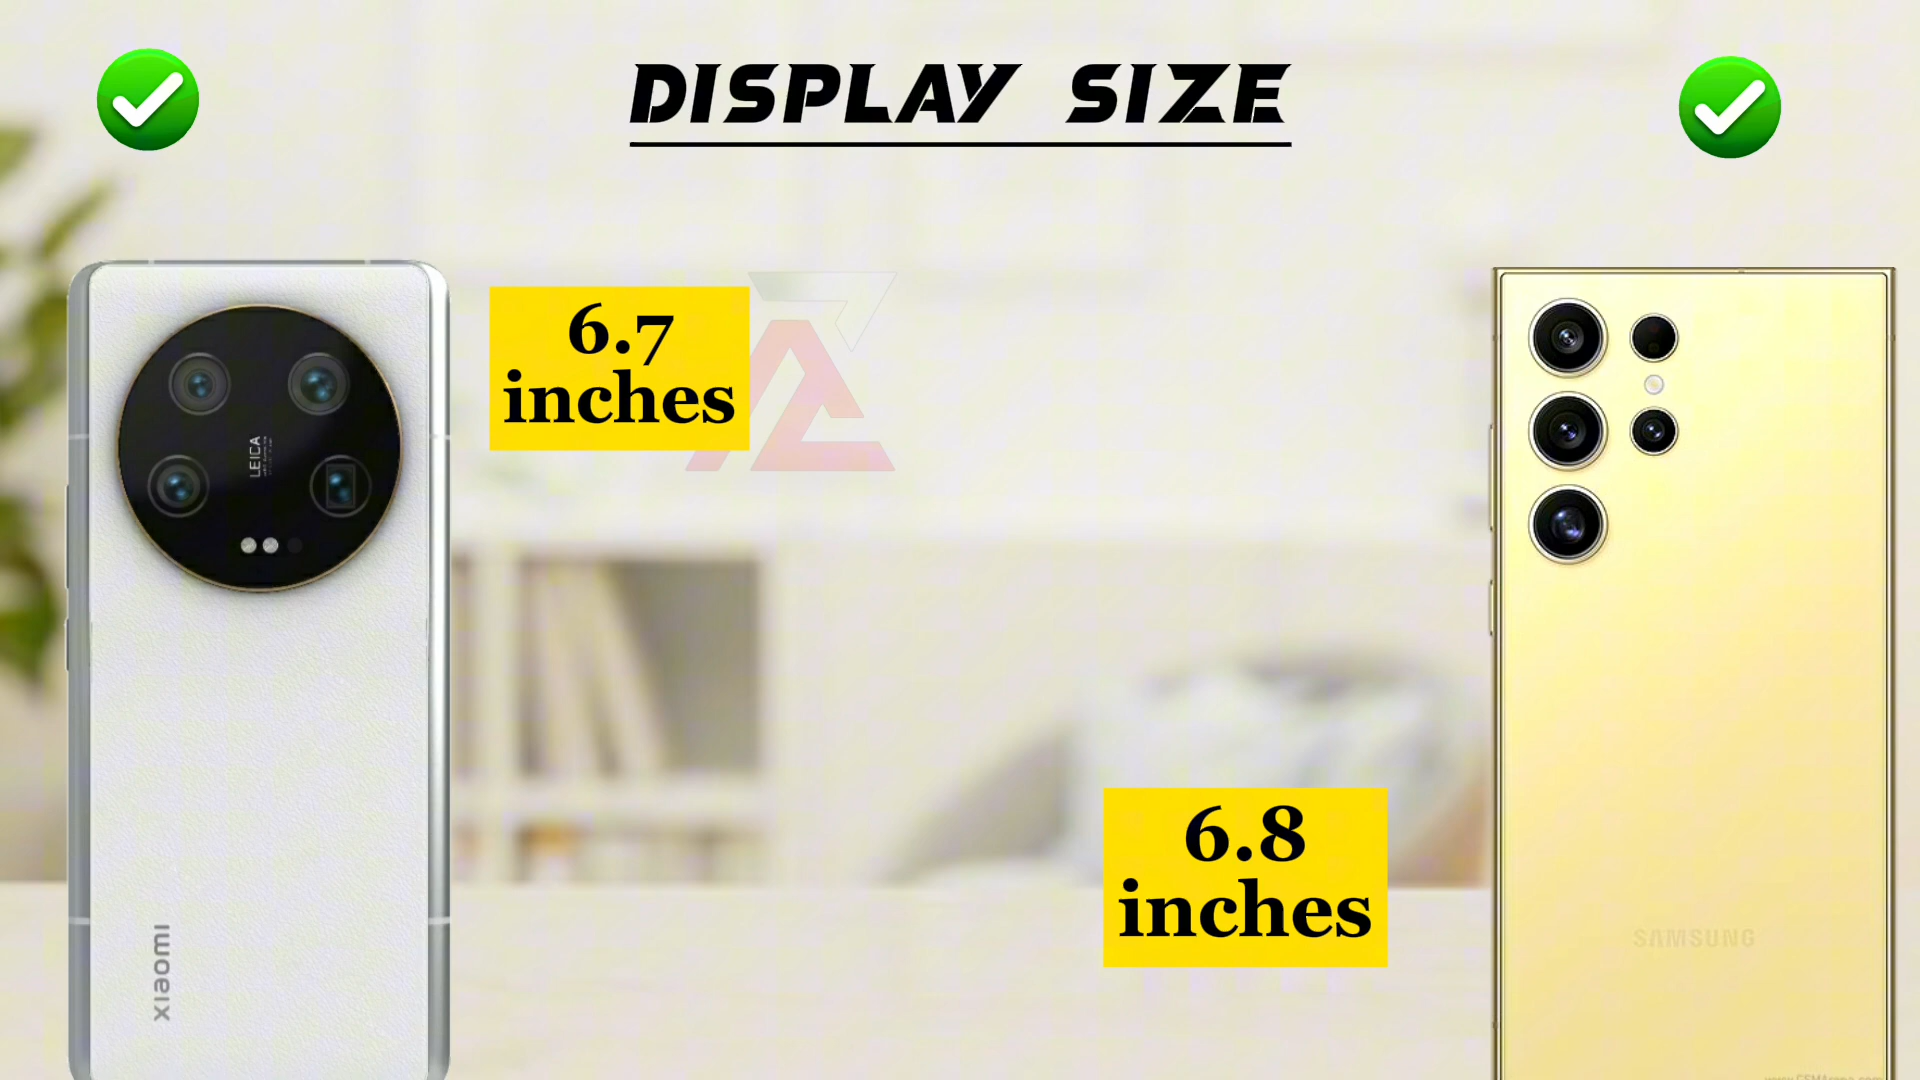 DISPLAY SIZE
6.7
inches
LEICA
xiaomi
6.8
inches
SAMSUNG